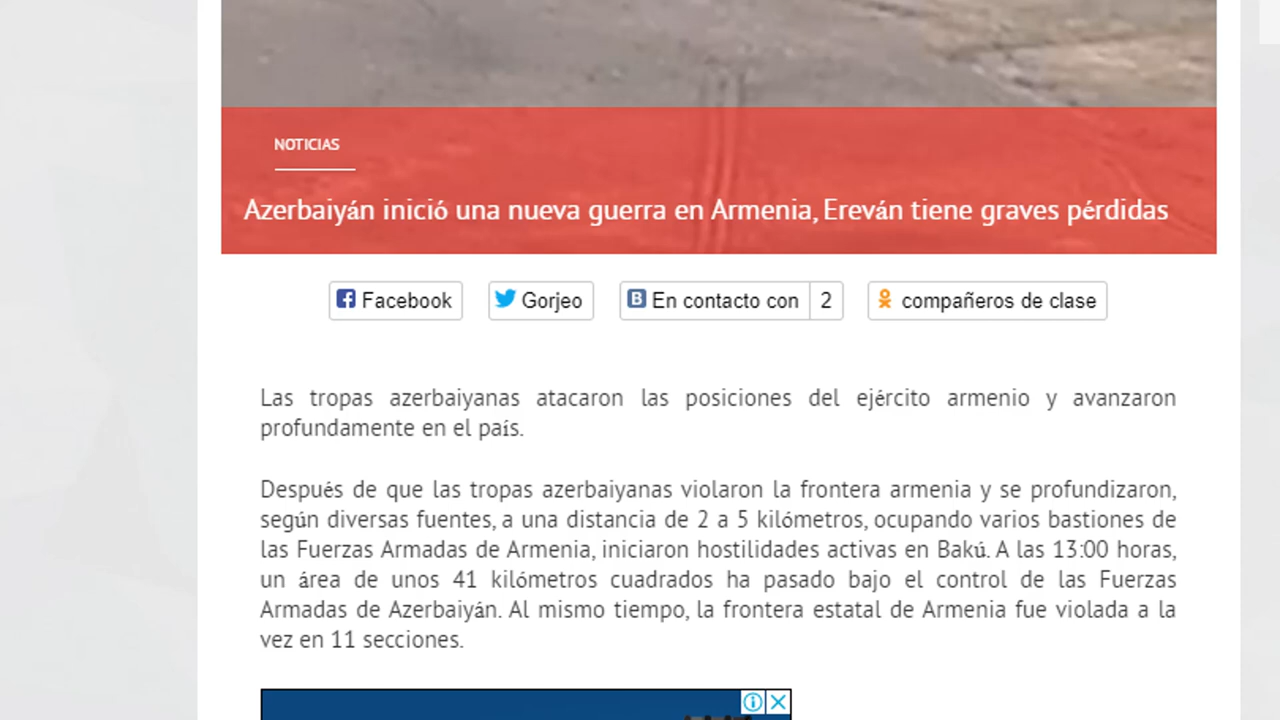 NOTICIAS
Azerbaiyán inició una nueva guerra en Armenia, Ereván tiene graves pérdidas
Facebook
Gorjeo
En contacto con 2
compañeros de clase
Las tropas azerbaiyanas atacaron las posiciones del ejército armenio y avanzaron
profundamente en el país.
Después de que las tropas azerbaiyanas violaron la frontera armenia y se profundizaron,
según diversas fuentes, a una distancia de 2 a 5 kilómetros, ocupando varios bastiones de
las Fuerzas Armadas de Armenia, iniciaron hostilidades activas en Bakú. A las 13:00 horas,
un área de unos 41 kilómetros cuadrados ha pasado bajo el control de las Fuerzas
Armadas de Azerbaiyán. Al mismo tiempo, la frontera estatal de Armenia fue violada a la
vez en 11 secciones.